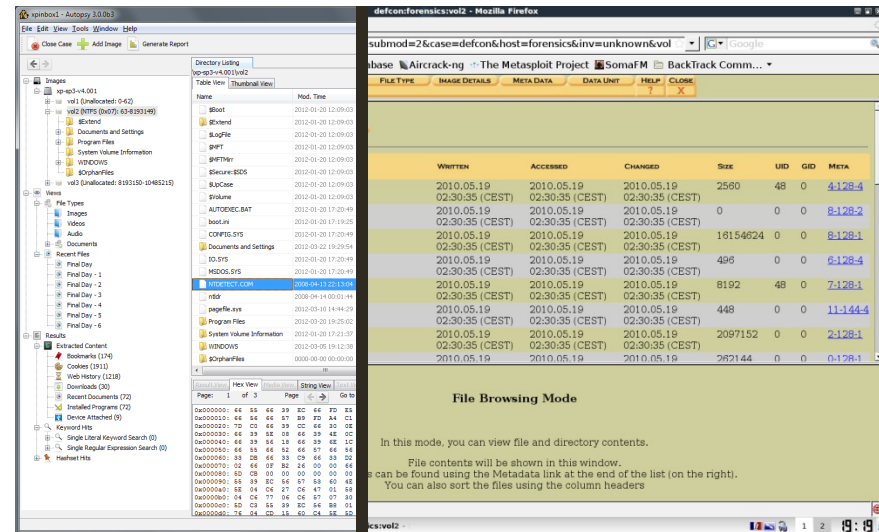 xpinbox1 - Autopsy 3.0.0b3
File Edit View Tools Window Help
Close Case Add Image Generate Report
Images
xp-sp3-v4.001
vol1 (Unallocated: 0-62)
vol2 (NTFS (0x07): 63-8193149)
$Extend
Documents and Settings
Program Files
System Volume Information
WINDOWS
$OrphanFiles
vol3 (Unallocated: 8193150-10485215)
Views
File Types
Images
Videos
Audio
Documents
Recent Files
Final Day
Final Day - 1
Final Day - 2
Final Day - 3
Final Day - 4
Final Day - 5
Final Day - 6
Results
Extracted Content
Bookmarks (174)
Cookies (1911)
Web History (1218)
Downloads (30)
Recent Documents (72)
Installed Programs (72)
Device Attached (9)
Keyword Hits
Single Literal Keyword Search (0)
Single Regular Expression Search (0)
Hashset Hits
Directory Listing
\xp-sp3-v4.001\vol2
Table View Thumbnail View
Name Mod. Time
$Boot 2012-01-20 12:09:03
$Extend 2012-01-20 12:09:03
$LogFile 2012-01-20 12:09:03
$MFT 2012-01-20 12:09:03
$MFTMirr 2012-01-20 12:09:03
$Secure:$SDS 2012-01-20 12:09:03
$UpCase 2012-01-20 12:09:03
$Volume 2012-01-20 12:09:03
AUTOEXEC.BAT 2012-01-20 17:20:49
boot.ini 2012-01-20 17:19:25
CONFIG.SYS 2012-01-20 17:20:49
Documents and Settings 2012-03-22 19:29:54
IO.SYS 2012-01-20 17:20:49
MSDOS.SYS 2012-01-20 17:20:49
NTDETECT.COM 2008-04-13 22:13:04
ntldr 2008-04-14 00:01:44
pagefile.sys 2012-03-10 14:44:29
Program Files 2012-03-20 19:25:02
System Volume Information 2012-01-20 17:21:37
WINDOWS 2012-03-05 19:12:38
$OrphanFiles 0000-00-00 00:00:00
Result View Hex View Media View String View Text
Page: 1 of 3 Page Go to
defcon:forensics:vol2 - Mozilla Firefox
submod=2&case=defcon&host=forensics&inv=unknown&vol Google
base Aircrack-ng The Metasploit Project SomaFM BackTrack Comm...
FILE TYPE IMAGE DETAILS META DATA DATA UNIT HELP CLOSE
? X
WRITTEN ACCESSED CHANGED SIZE UID GID META
2010.05.19 2010.05.19 2010.05.19 2560 48 0 4-128-4
02:30:35 (CEST) 02:30:35 (CEST) 02:30:35 (CEST)
2010.05.19 2010.05.19 2010.05.19 0 0 0 8-128-2
02:30:35 (CEST) 02:30:35 (CEST) 02:30:35 (CEST)
2010.05.19 2010.05.19 2010.05.19 16154624 0 0 8-128-1
02:30:35 (CEST) 02:30:35 (CEST) 02:30:35 (CEST)
2010.05.19 2010.05.19 2010.05.19 496 0 0 6-128-4
02:30:35 (CEST) 02:30:35 (CEST) 02:30:35 (CEST)
2010.05.19 2010.05.19 2010.05.19 8192 48 0 7-128-1
02:30:35 (CEST) 02:30:35 (CEST) 02:30:35 (CEST)
2010.05.19 2010.05.19 2010.05.19 448 0 0 11-144-4
02:30:35 (CEST) 02:30:35 (CEST) 02:30:35 (CEST)
2010.05.19 2010.05.19 2010.05.19 2097152 0 0 2-128-1
02:30:35 (CEST) 02:30:35 (CEST) 02:30:35 (CEST)
2010.05.19 2010.05.19 2010.05.19 262144 0 0 0-128-1
File Browsing Mode
In this mode, you can view file and directory contents.
File contents will be shown in this window.
s can be found using the Metadata link at the end of the list (on the right).
You can also sort the files using the column headers
ics:vol2 - 1 2 19:19